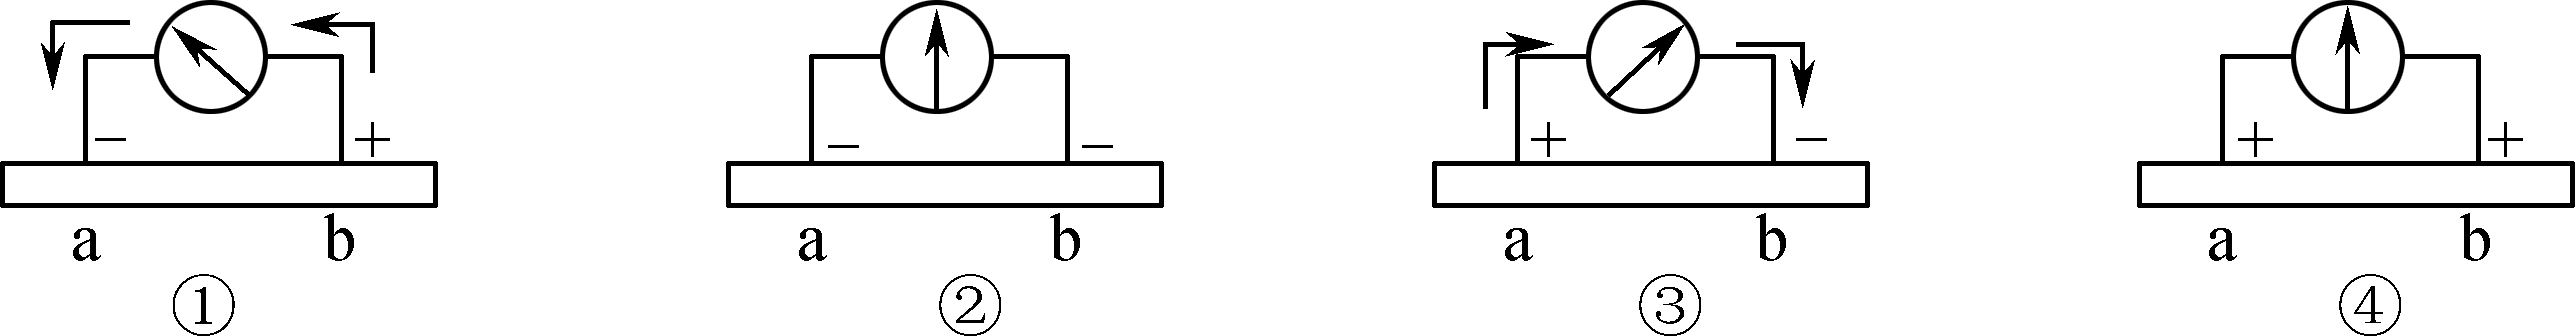 − +
− −
+ −
+ +
a b
a b
a b
a b
①
②
③
④